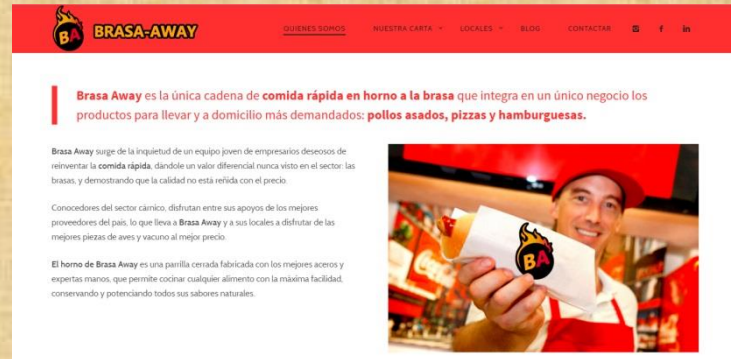 BA BRASA-AWAY
QUIENES SOMOS NUESTRA CARTA LOCALES BLOG CONTACTAR f in
Brasa Away es la única cadena de comida rápida en horno a la brasa que integra en un único negocio los
productos para llevar y a domicilio más demandados: pollos asados, pizzas y hamburguesas.
Brasa Away surge de la inquietud de un equipo joven de empresarios deseosos de
reinventar la comida rápida, dándole un valor diferencial nunca visto en el sector: las
brasas, y demostrando que la calidad no está reñida con el precio.
Conocedores del sector cárnico, disfrutan entre sus apoyos de los mejores
proveedores del país, lo que lleva a Brasa Away y a sus locales a disfrutar de las
mejores piezas de aves y vacuno al mejor precio.
El horno de Brasa Away es una parrilla cerrada fabricada con los mejores aceros y
expertas manos, que permite cocinar cualquier alimento con la máxima facilidad,
conservando y potenciando todos sus sabores naturales.
BA